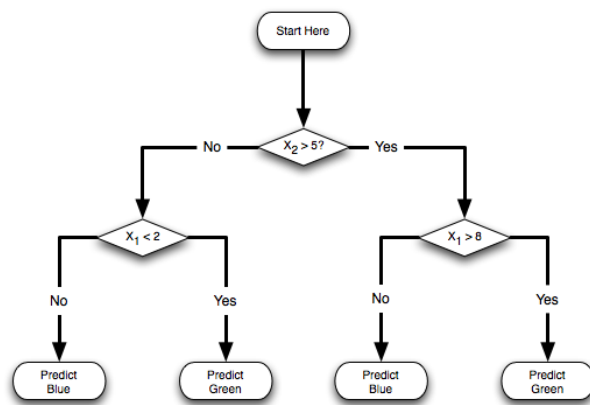 Start Here
No
X₂ > 5?
Yes
X₁ < 2
X₁ > 8
No
Yes
No
Yes
Predict
Blue
Predict
Green
Predict
Blue
Predict
Green